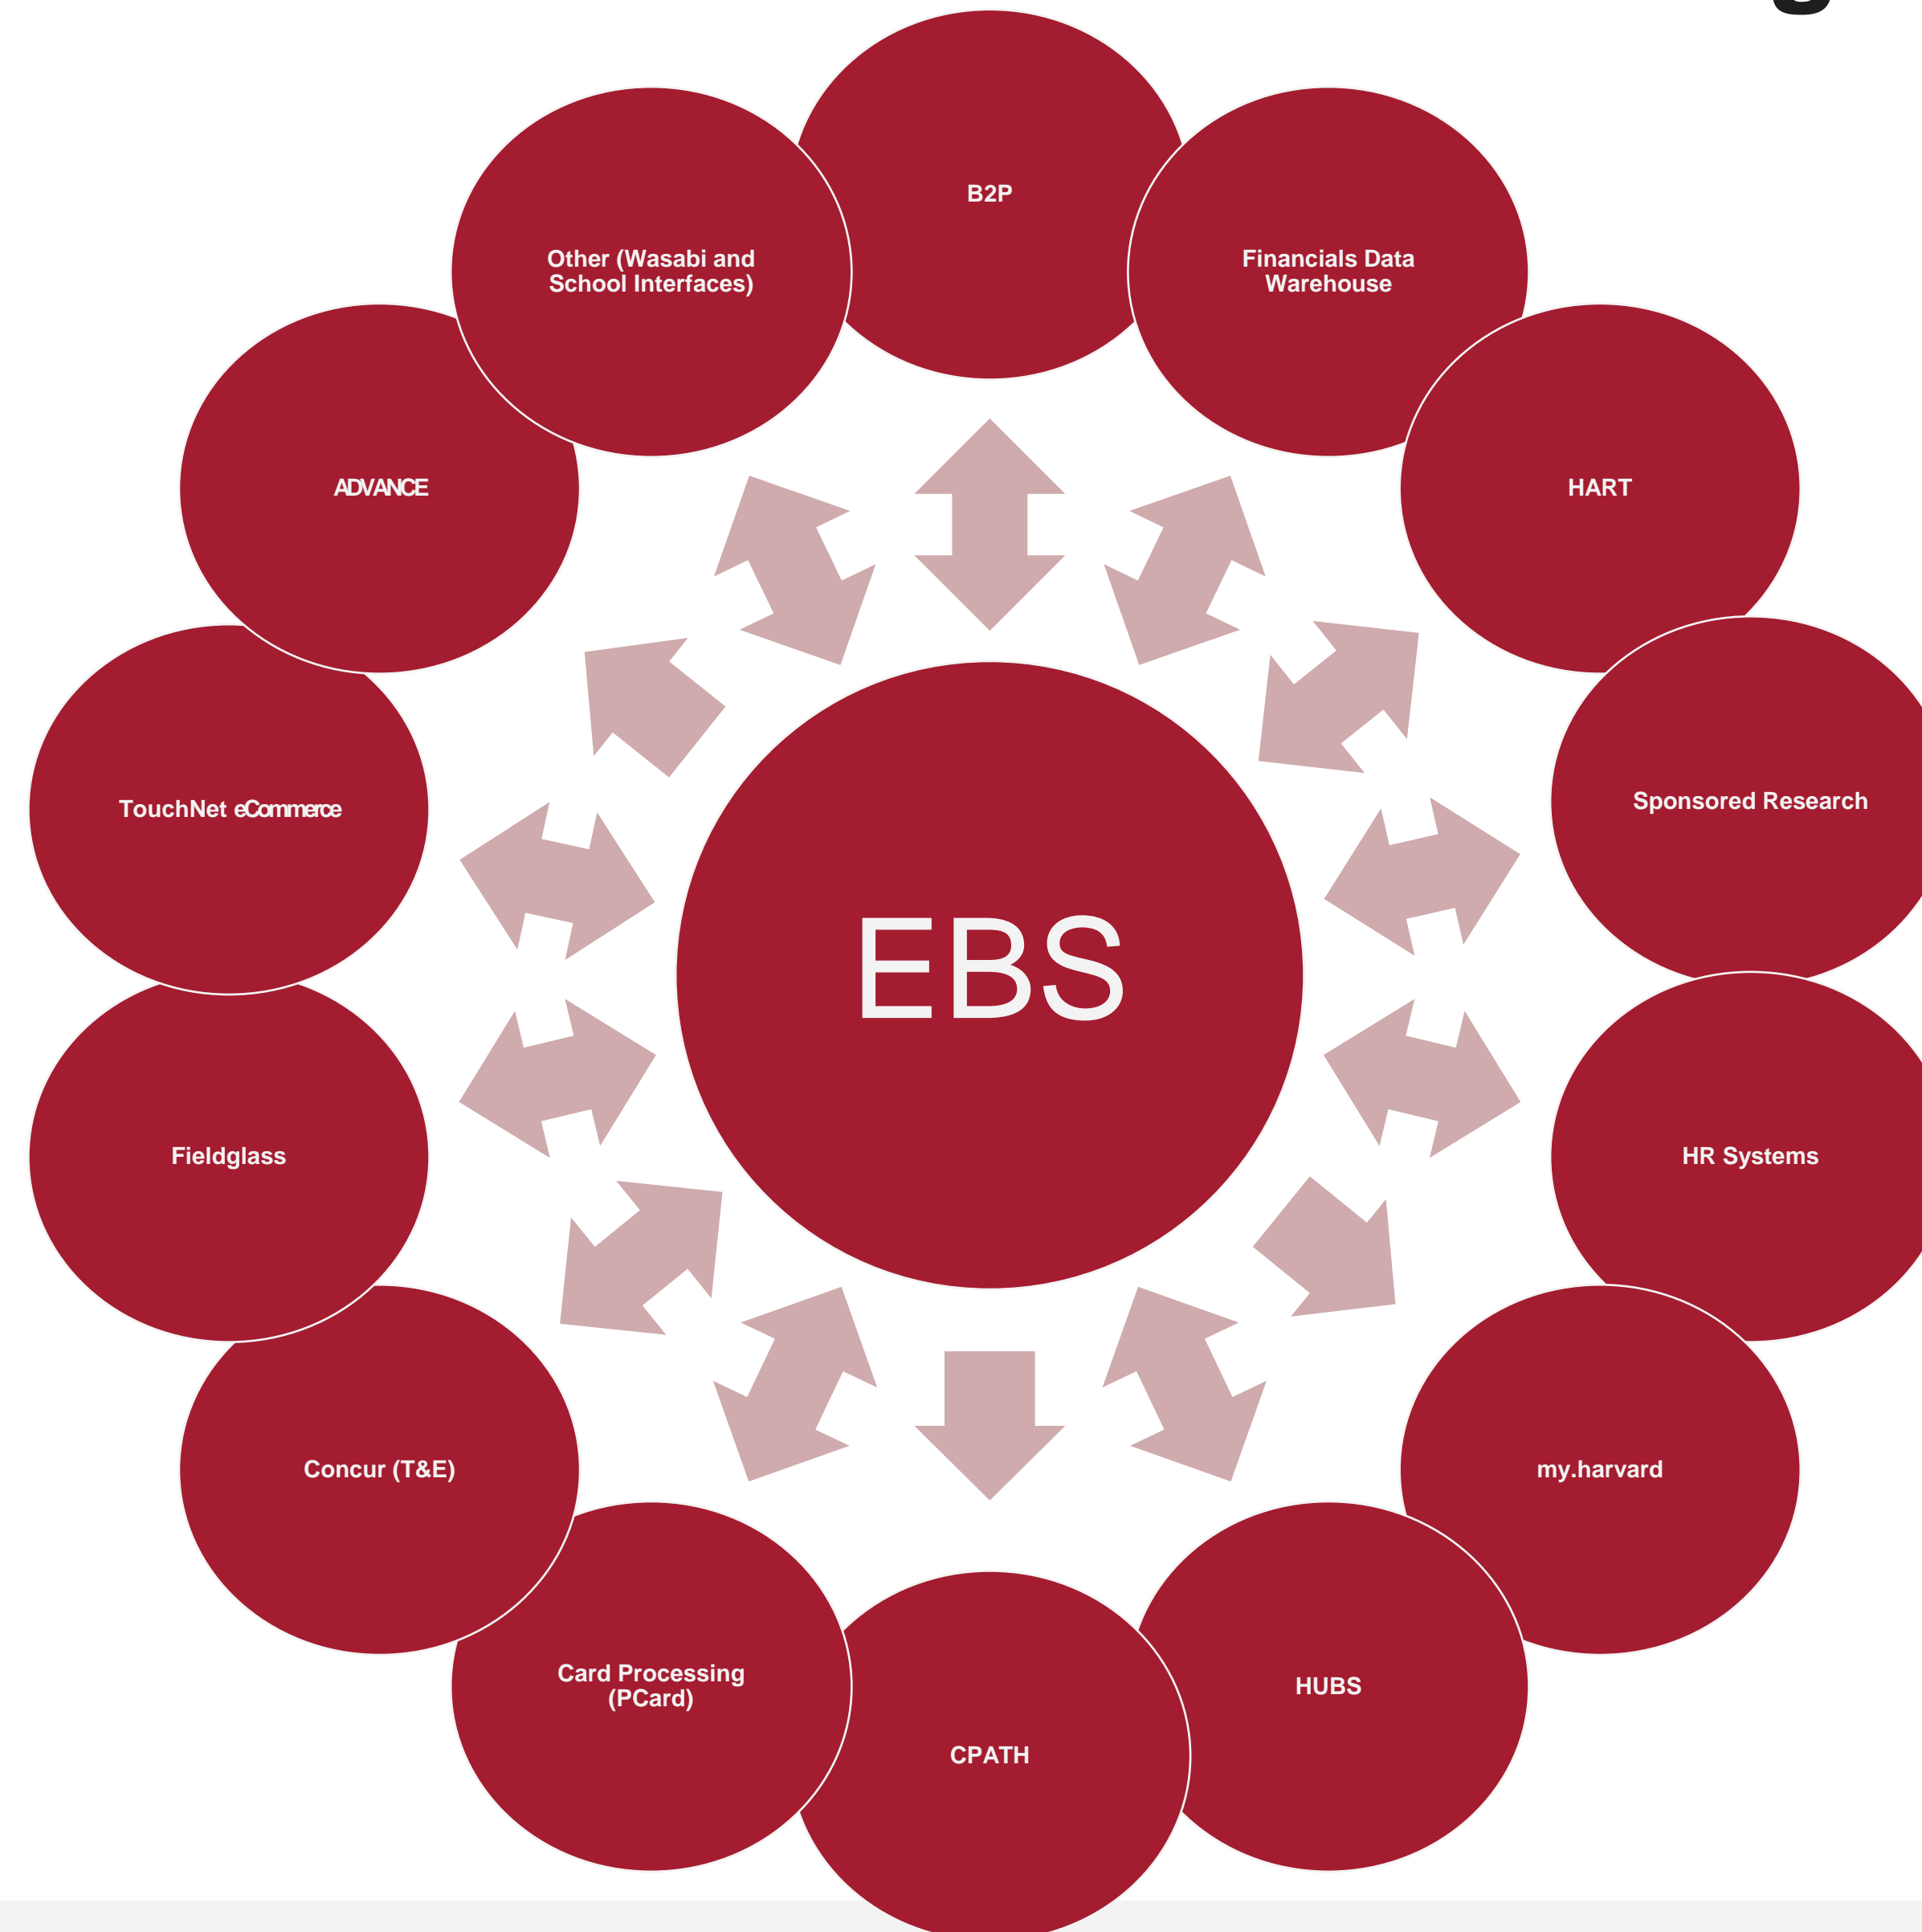 B2P
Other (Wasabi and
School Interfaces)
Financials Data
Warehouse
ADVANCE
HART
TouchNet eCommerce
Sponsored Research
EBS
Fieldglass
HR Systems
Concur (T&E)
my.harvard
Card Processing
(PCard)
HUBS
CPATH